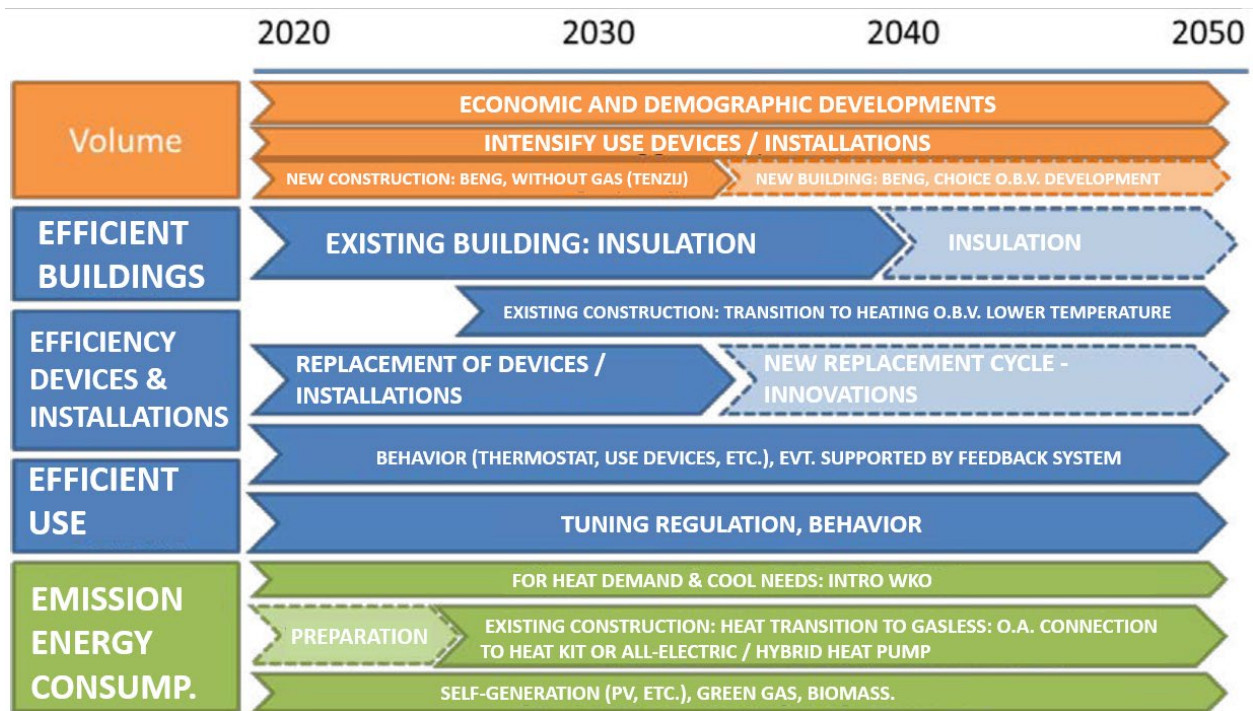 2020 2030 2040 2050
Volume
ECONOMIC AND DEMOGRAPHIC DEVELOPMENTS
INTENSIFY USE DEVICES / INSTALLATIONS
NEW CONSTRUCTION: BENG, WITHOUT GAS (TENZIJ)
NEW BUILDING: BENG, CHOICE O.B.V. DEVELOPMENT
EFFICIENT
BUILDINGS
EXISTING BUILDING: INSULATION
INSULATION
EXISTING CONSTRUCTION: TRANSITION TO HEATING O.B.V. LOWER TEMPERATURE
EFFICIENCY
DEVICES &
INSTALLATIONS
REPLACEMENT OF DEVICES /
INSTALLATIONS
NEW REPLACEMENT CYCLE -
INNOVATIONS
BEHAVIOR (THERMOSTAT, USE DEVICES, ETC.), EVT. SUPPORTED BY FEEDBACK SYSTEM
EFFICIENT
USE
TUNING REGULATION, BEHAVIOR
EMISSION
ENERGY
CONSUMP.
FOR HEAT DEMAND & COOL NEEDS: INTRO WKO
PREPARATION
EXISTING CONSTRUCTION: HEAT TRANSITION TO GASLESS: O.A. CONNECTION
TO HEAT KIT OR ALL-ELECTRIC / HYBRID HEAT PUMP
SELF-GENERATION (PV, ETC.), GREEN GAS, BIOMASS.